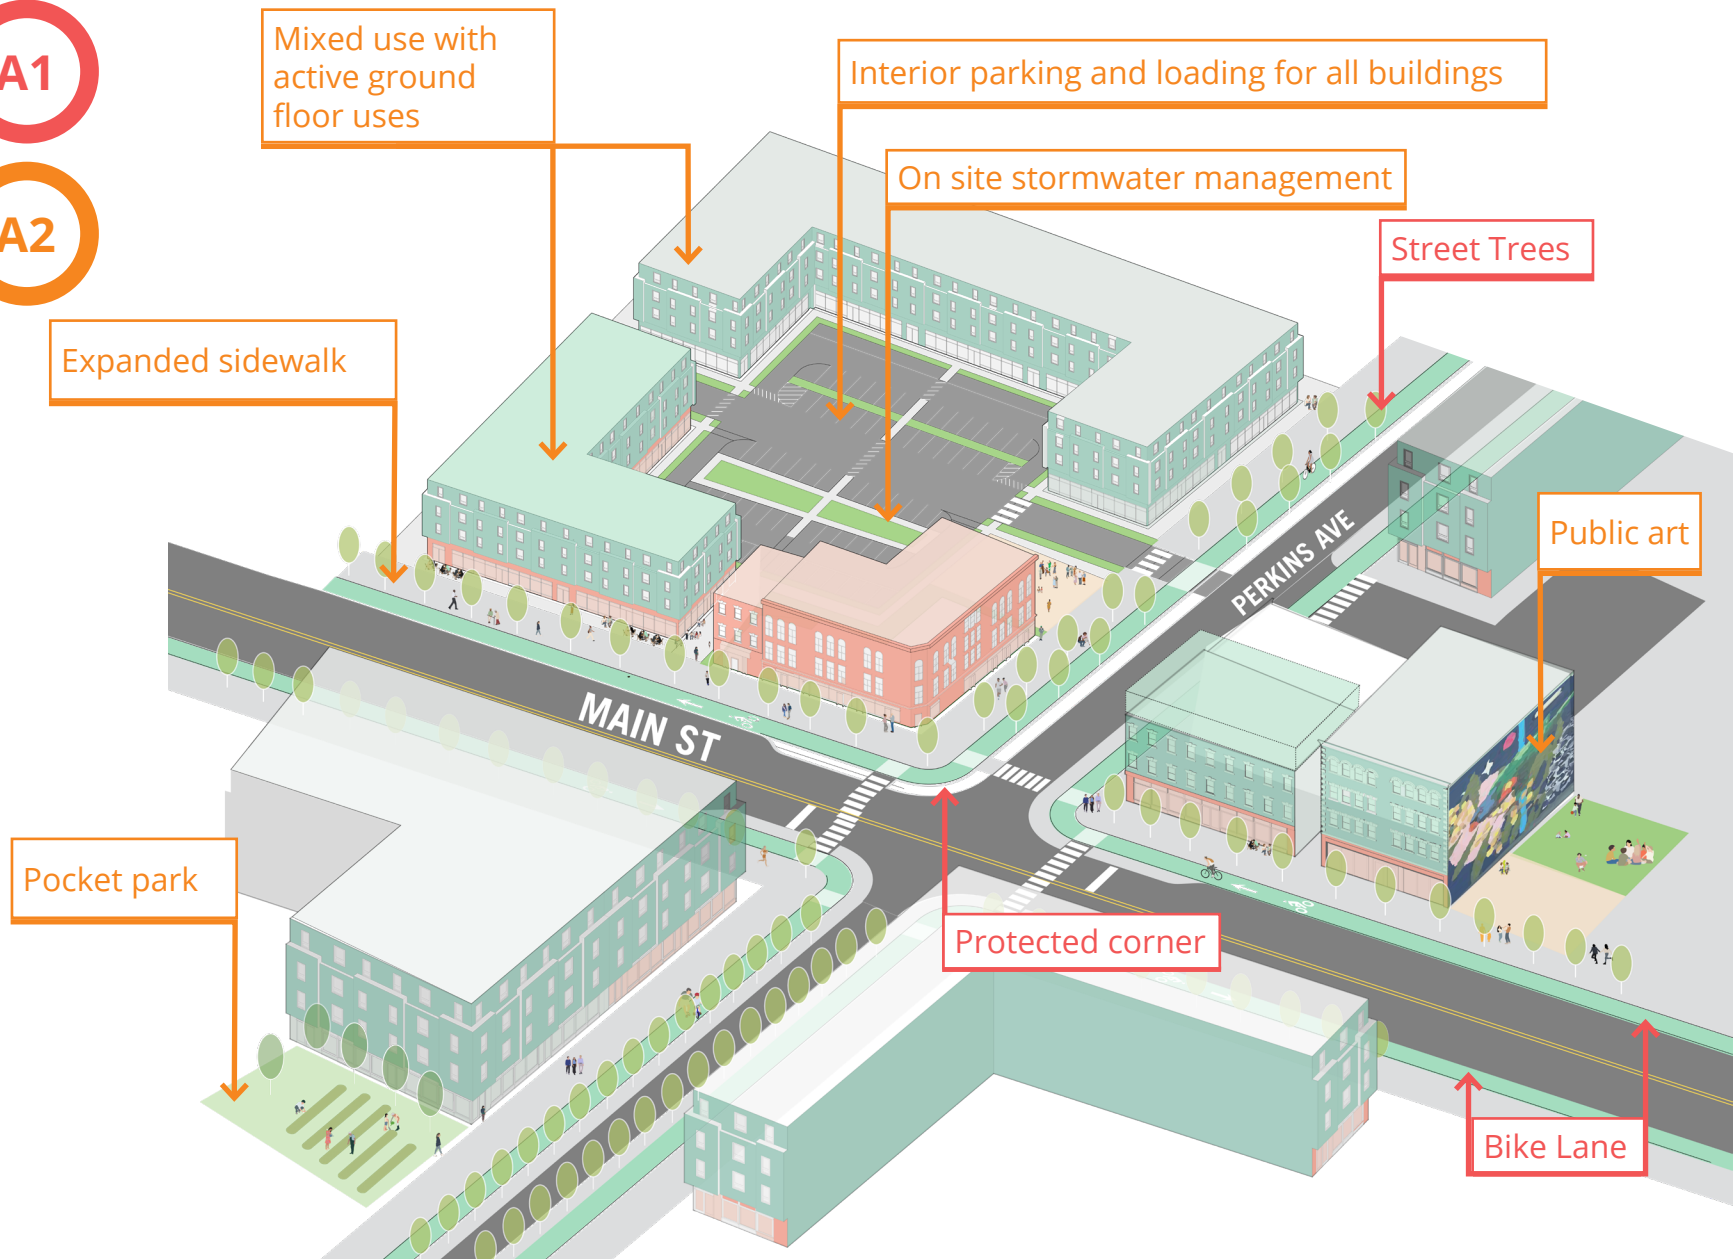 A1
A2
Mixed use with
active ground
floor uses
Interior parking and loading for all buildings
On site stormwater management
Street Trees
Expanded sidewalk
Public art
PERKINS AVE
MAIN ST
Pocket park
Protected corner
Bike Lane